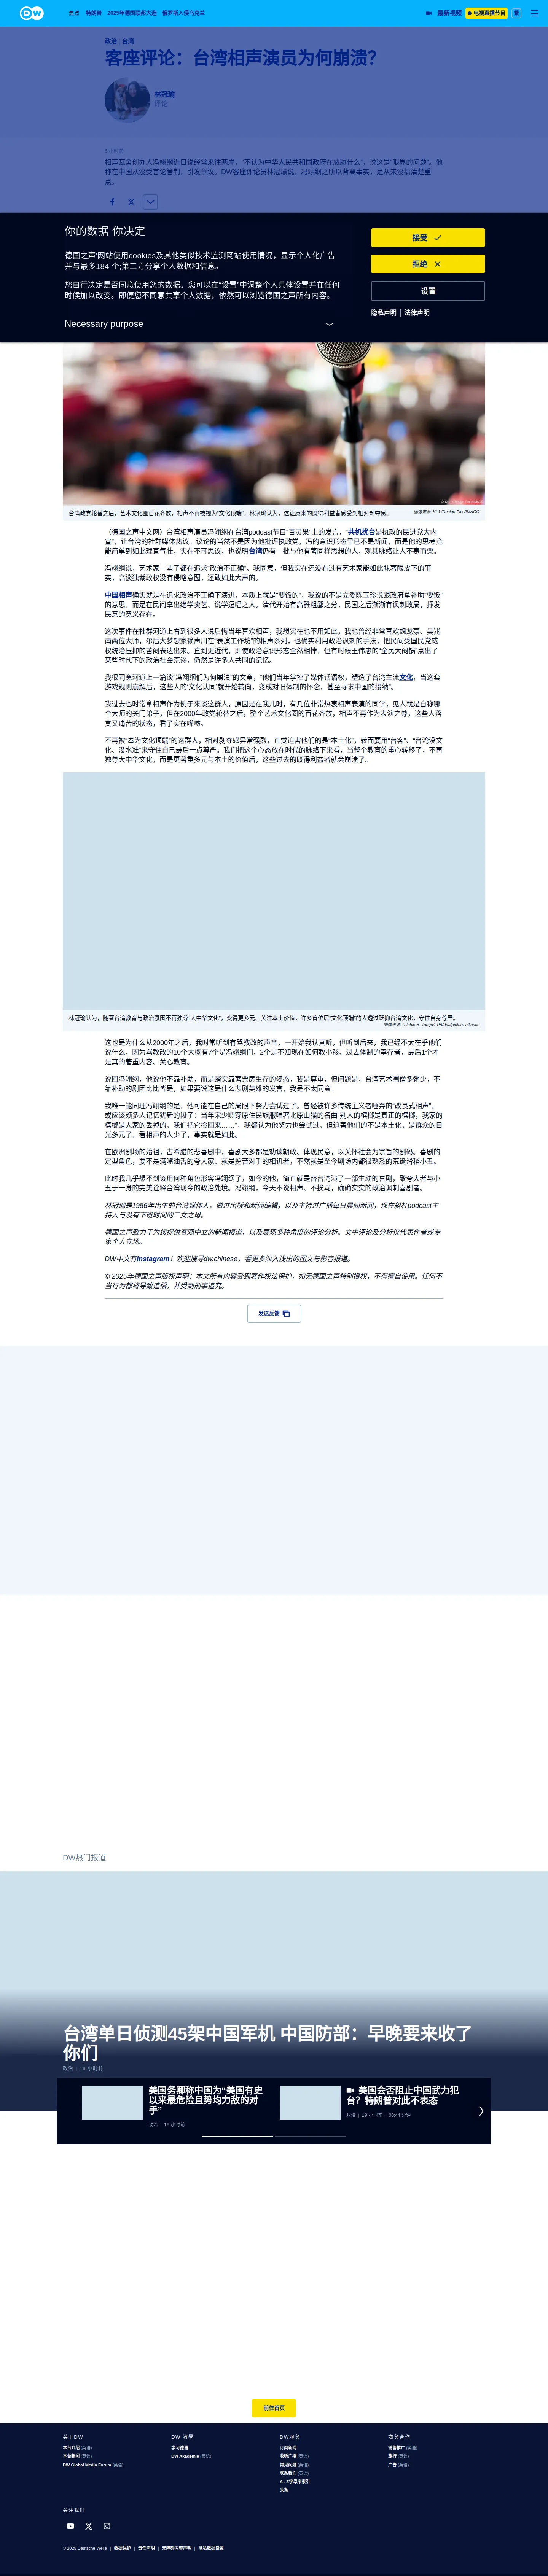 DW
焦点 特朗普 2025年德国联邦大选 俄罗斯入侵乌克兰
最新视频 电视直播节目 繁
政治 | 台湾
客座评论：台湾相声演员为何崩溃？
林冠瑜
评论
相声五舍创办人冯翊纲近日说经常亲往两岸，"不认为中华人民共和国政府在威胁什么"，说这是"眼界的问题"，他
称在中国从没受言论管制，引发争议。DW客座评论员林冠瑜说，冯翊纲之所以背离事实，是从来没搞清楚重
点。
你的数据 你决定
德国之声'网站使用cookies及其他类似技术监测网站使用情况，显示个人化广告
并与最多184 个;第三方分享个人数据和信息。
您自行决定是否同意使用您的数据。您可以在"设置"中调整个人具体设置并在任何
时候加以改变。即便您不同意共享个人数据，依然可以浏览德国之声所有内容。
Necessary purpose
接受
拒绝
设置
隐私声明 | 法律声明
台湾政党轮替之后，艺术文化圈百花齐放，相声不再被视为"文化顶端"。林冠瑜认为，这让原来的既得利益者感受到相对剥夺感。
图像来源: KLJ /Design Pics/IMAGO
（德国之声中文网）台湾相声演员冯翊纲在台湾podcast节目"百灵果"上的发言，"共机扰台是执政的民进党大内
宣"，让台湾的社群媒体热议。议论的当然不是因为他批评执政党，冯的意识形态早已不是新闻，而是他的思考竟
能简单到如此理直气壮，实在不可思议，也说明台湾仍有一批与他有著同样思想的人，观其脉络让人不寒而栗。
冯翊纲说，艺术家一辈子都在追求"政治不正确"。我同意，但我实在还没看过有艺术家能如此昧著眼皮下的事
实，高谈独裁政权没有侵略意图，还敢如此大声的。
中国相声确实就是在追求政治不正确下演进，本质上就是"要饭的"，我说的不是立委陈玉珍说跟政府拿补助"要饭"
的意思，而是在民间拿出绝学卖艺、说学逗唱之人。清代开始有高雅相邸之分，民国之后渐渐有讽刺政局，抒发
民意的意义存在。
这次事件在社群河道上看到很多人说后悔当年喜欢相声，我想实在也不用如此，我也曾经非常喜欢魏龙豪、吴兆
南两位大师，尔后大梦想家赖声川在"表演工作坊"的相声系列，也确实利用政治讽刺的手法，把民间受国民党威
权统治压抑的苦闷表达出来。直到更近代，即使政治意识形态全然相悖，但有时候王伟忠的"全民大闷锅"点出了
某些时代下的政治社会荒谬，仍然是许多人共同的记忆。
我很同意河道上一篇谈"冯翊纲们为何崩溃"的文章，"他们当年掌控了媒体话语权，塑造了台湾主流文化，当这套
游戏规则崩解后，这些人的'文化认同'就开始转向，变成对旧体制的怀念，甚至寻求中国的接纳"。
我过去也时常拿相声作为例子来谈这群人，原因是在我儿时，有几位非常热衷相声表演的同学，见人就是自称哪
个大师的关门弟子，但在2000年政党轮替之后，整个艺术文化圈的百花齐放，相声不再作为表演之尊，这些人落
寞又痛苦的状态，看了实在唏嘘。
不再被"奉为文化顶端"的这群人，相对剥夺感异常强烈，直觉迫害他们的是"本土化"，转而要用"台客"、"台湾没文
化、没水准"来守住自己最后一点尊严。我们把这个心态放在时代的脉络下来看，当整个教育的重心转移了，不再
独尊大中华文化，而是更著重多元与本土的价值后，这些过去的既得利益者就会崩溃了。
林冠瑜认为，随著台湾教育与政治氛围不再独尊"大中华文化"，变得更多元、关注本土价值，许多曾位居"文化顶端"的人透过贬抑台湾文化，守住自身尊严。
图像来源: Ritchie B. Tongo/EPA/dpa/picture alliance
这也是为什么从2000年之后，我时常听到有骂教改的声音，一开始我认真听，但听到后来，我已经不太在乎他们
说什么，因为骂教改的10个大概有7个是冯翊纲们，2个是不知现在如何教小孩、过去体制的幸存者，最后1个才
是真的著重内容、关心教育。
说回冯翊纲，他说他不靠补助，而是踏实靠著票房生存的姿态，我是尊重，但问题是，台湾艺术圈僧多粥少，不
靠补助的剧团比比皆是，如果要说这是什么悲剧英雄的发言，我是不太同意。
我唯一能同理冯翊纲的是，他可能在自己的局限下努力尝试过了。曾经被许多传统主义者唾弃的"改良式相声"，
或应该颇多人记忆犹新的段子：当年宋少卿穿原住民族服唱著北原山猫的"我家的槟榔是一颗颗的真正的槟榔，我家的
槟榔是人家的丢掉的，我们把它捡回来……"，我都认为他努力也尝试过，但迫害他们的不是本土化，是群众的目
光多元了，看相声的人少了，事实就是如此。
在欧洲剧场的始祖，古希腊的悲喜剧中，喜剧大多都是劝谏朝政、体现民意，以关怀社会为宗旨的剧码。喜剧的
定型角色，要不是满嘴油舌的夸大家、就是挖苦对手的相讥者，不然就是至今剧场内都很熟悉的荒诞滑稽小丑。
此时我几乎想不到该用何种角色形容冯翊纲了，如今的他，简直就是替台湾演了一部生动的喜剧，聚夸大者与小
丑于一身的完美诠释台湾现今的政治处境。冯翊纲，今天不说相声、不挨骂，确确实实的政治讽刺喜剧者。
林冠瑜是1986年出生的台湾媒体人，做过出版和新闻编辑，以及主持过广播每日晨间新闻，现在斜杠podcast主
持人与没有下班时间的二女之母。
德国之声致力于为您提供客观中立的新闻报道，以及展现多种角度的评论分析。文中评论及分析仅代表作者或专
家个人立场。
DW中文有Instagram！欢迎搜寻dw.chinese，看更多深入浅出的图文与影音报道。
© 2025年德国之声版权声明：本文所有内容受到著作权法保护，如无德国之声特别授权，不得擅自使用。任何不
当行为都将导致追偿，并受到刑事追究。
发送反馈
DW热门报道
台湾单日侦测45架中国军机 中国防部：早晚要来收了
你们
政治 | 18 小时前
美国务卿称中国为"美国有史
以来最危险且势均力敌的对
手"
政治 | 19 小时前
美国会否阻止中国武力犯
台？特朗普对此不表态
政治 | 19 小时前 | 00:44 分钟
前往首页
关于DW
本台介绍 (英语)
本台新闻 (英语)
DW Global Media Forum (英语)
DW 教學
学习德语
DW Akademie (英语)
DW服务
订阅新闻
收听广播 (英语)
常见问题 (英语)
联系我们 (英语)
A - Z字母序索引
头条
商务合作
销售推广 (英语)
旅行 (英语)
广告 (英语)
关注我们
© 2025 Deutsche Welle | 数据保护 | 责任声明 | 无障碍内容声明 | 隐私数据设置